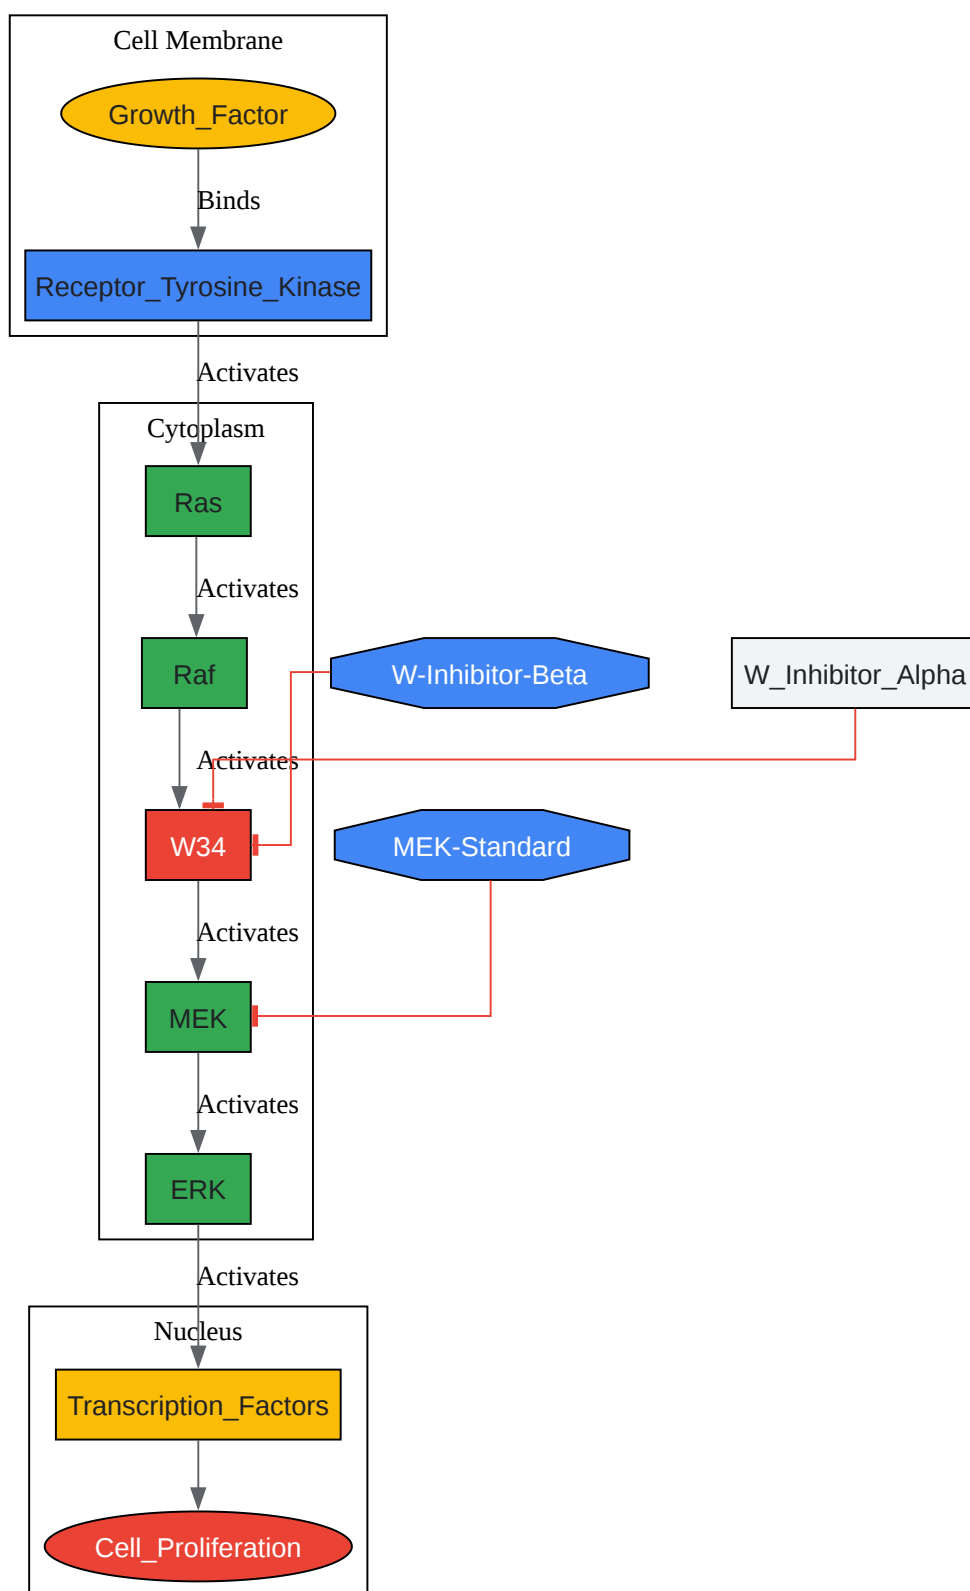 Cell Membrane
Growth_Factor
Binds
Receptor_Tyrosine_Kinase
Activates
Cytoplasm
Ras
Activates
Raf
W-Inhibitor-Beta
W_Inhibitor_Alpha
Activates
W34
MEK-Standard
Activates
MEK
Activates
ERK
Activates
Nucleus
Transcription_Factors
Cell_Proliferation